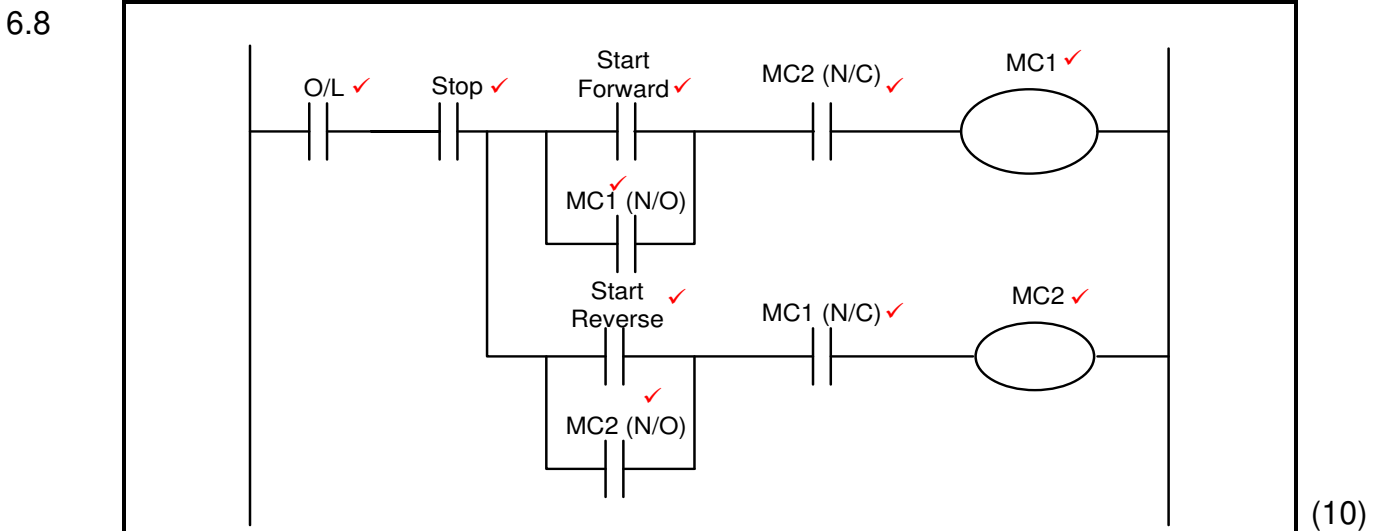 6.8
O/L ✓
Stop ✓
Start
Forward ✓
MC2 (N/C) ✓
MC1 ✓
✓
MC1 (N/O)
Start
Reverse ✓
MC1 (N/C) ✓
MC2 ✓
✓
MC2 (N/O)
(10)